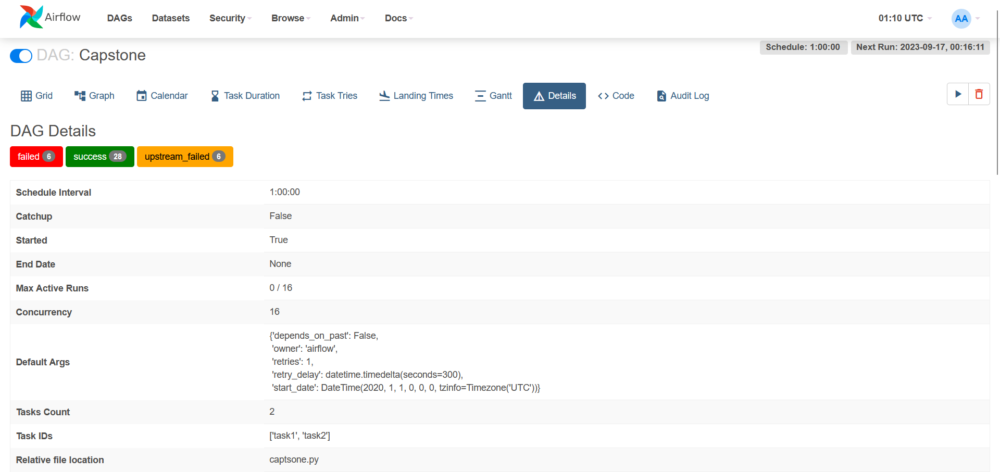 Airflow DAGs Datasets Security Browse Admin Docs 01:10 UTC AA
DAG: Capstone Schedule: 1:00:00 Next Run: 2023-09-17, 00:16:11
Grid Graph Calendar Task Duration Task Tries Landing Times Gantt Details Code Audit Log
DAG Details
failed 6 success 28 upstream_failed 6
Schedule Interval 1:00:00
Catchup False
Started True
End Date None
Max Active Runs 0 / 16
Concurrency 16
Default Args
{'depends_on_past': False,
'owner': 'airflow',
'retries': 1,
'retry_delay': datetime.timedelta(seconds=300),
'start_date': DateTime(2020, 1, 1, 0, 0, 0, tzinfo=Timezone('UTC'))}
Tasks Count 2
Task IDs ['task1', 'task2']
Relative file location captsone.py